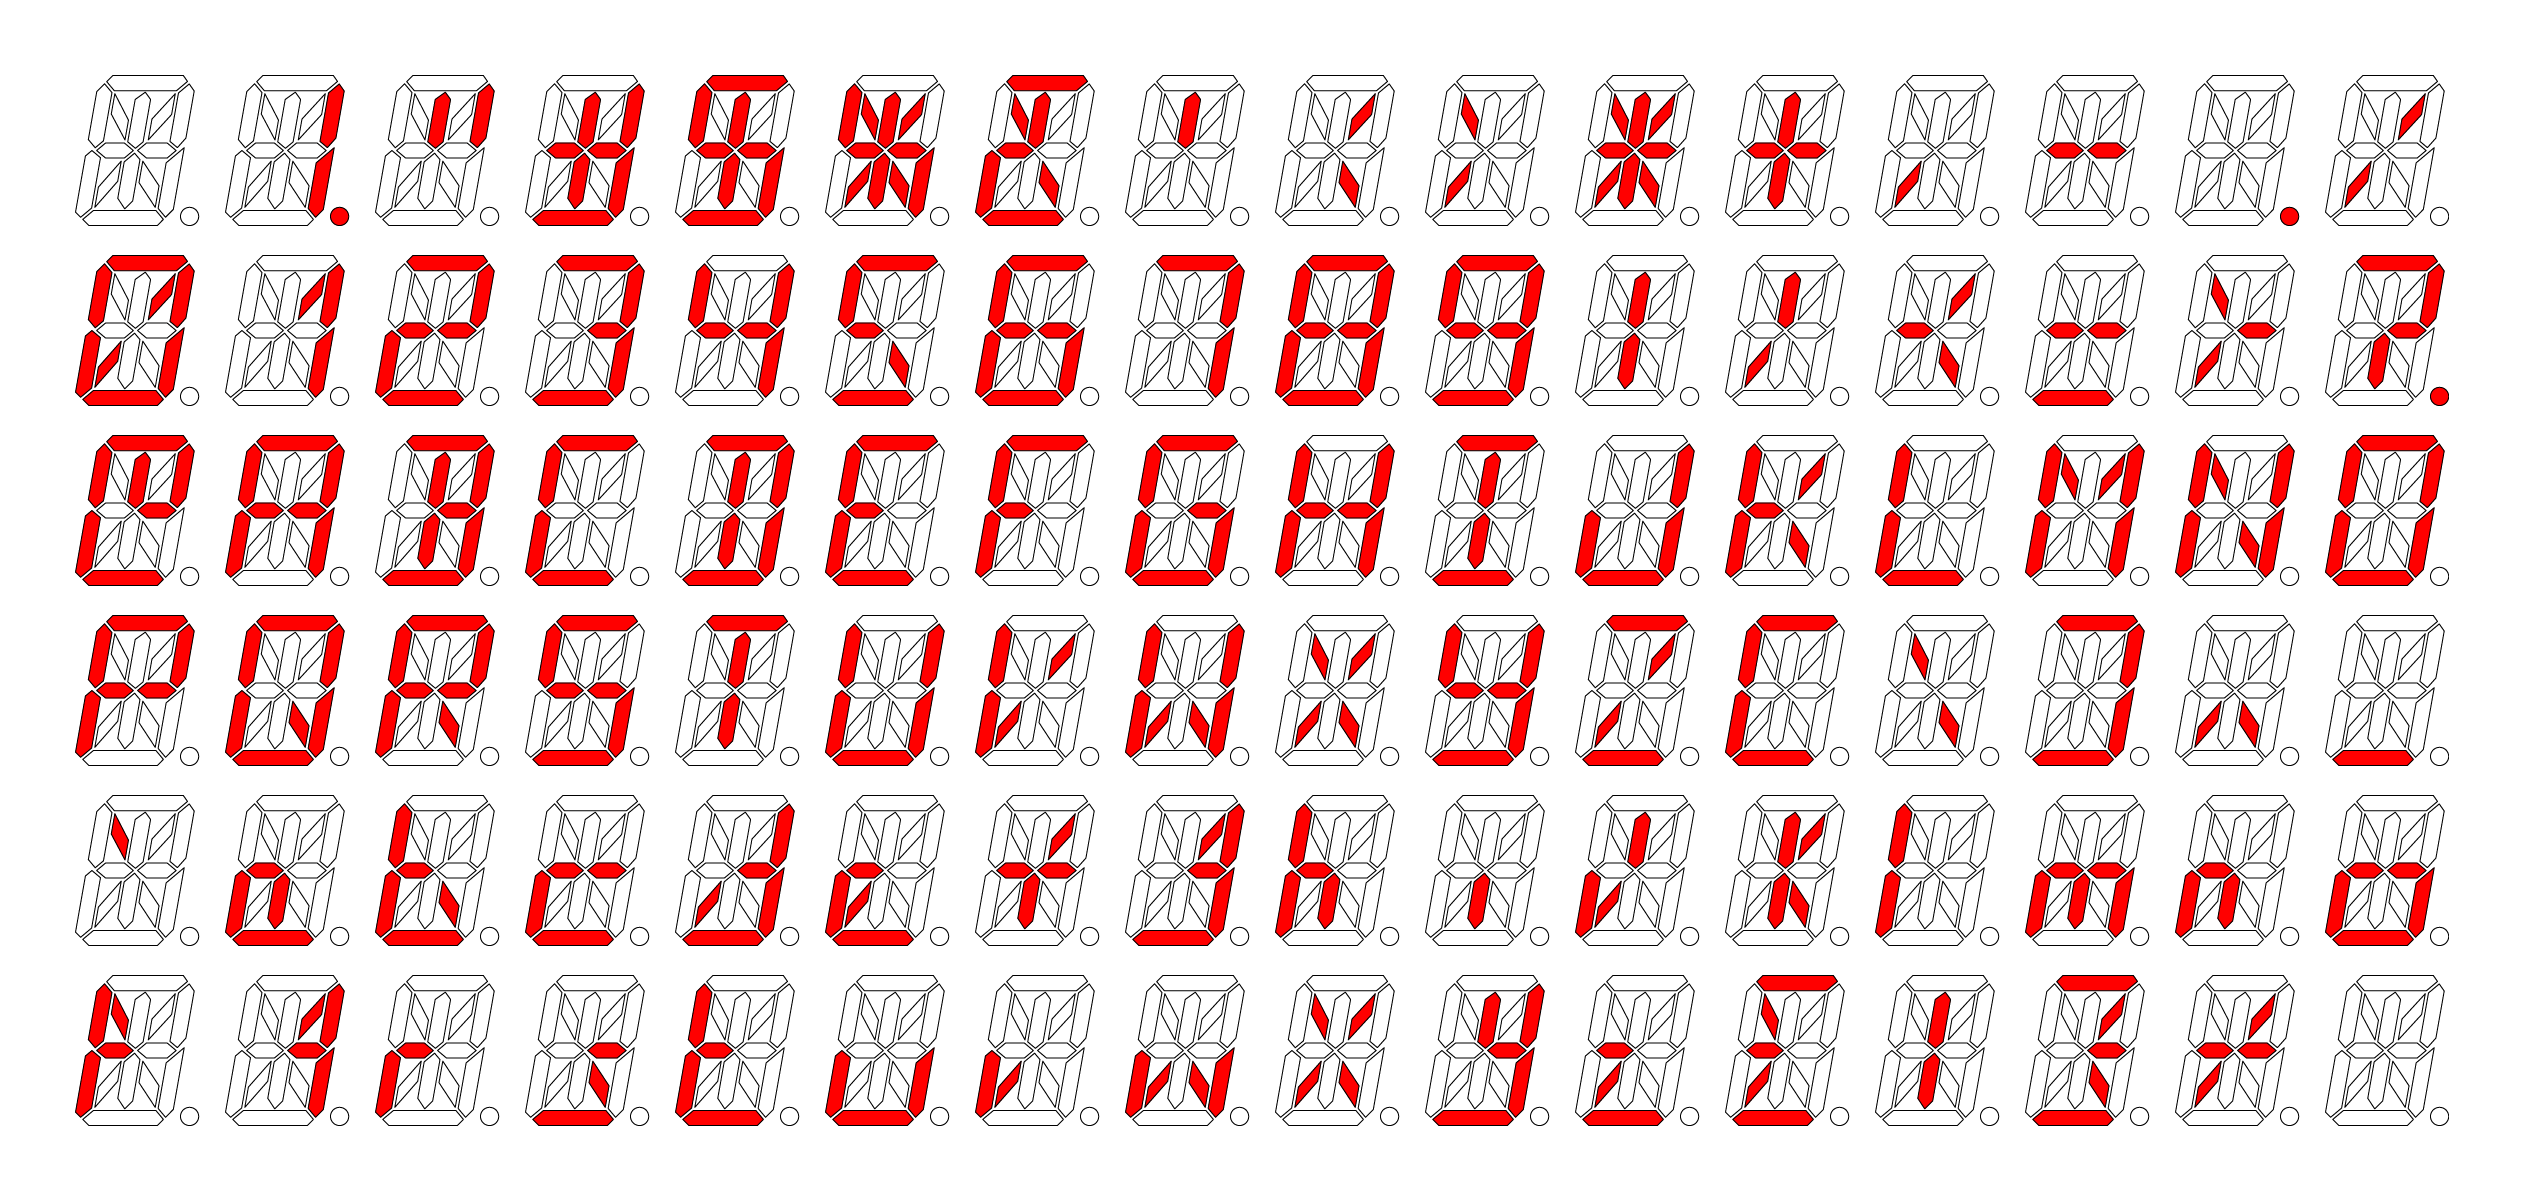 ! " # $ % & ' ( ) * + , - . /
0 1 2 3 4 5 6 7 8 9 : ; < = > ?
@ A B C D E F G H I J K L M N O
P Q R S T U V W X Y Z [ \ ] ^ _
` a b c d e f g h i j k l m n o
p q r s t u v w x y z { | } ~